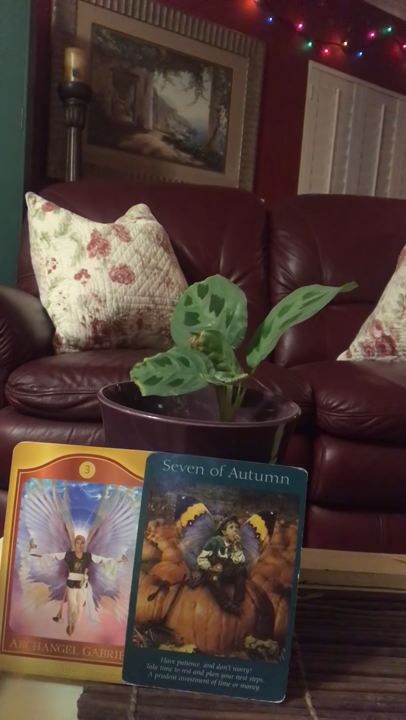 3
ARCHANGEL GABRIE
Seven of Autumn
Have patience, and don't worry!
Take time to rest and plan your next steps.
A prudent investment of time or money.